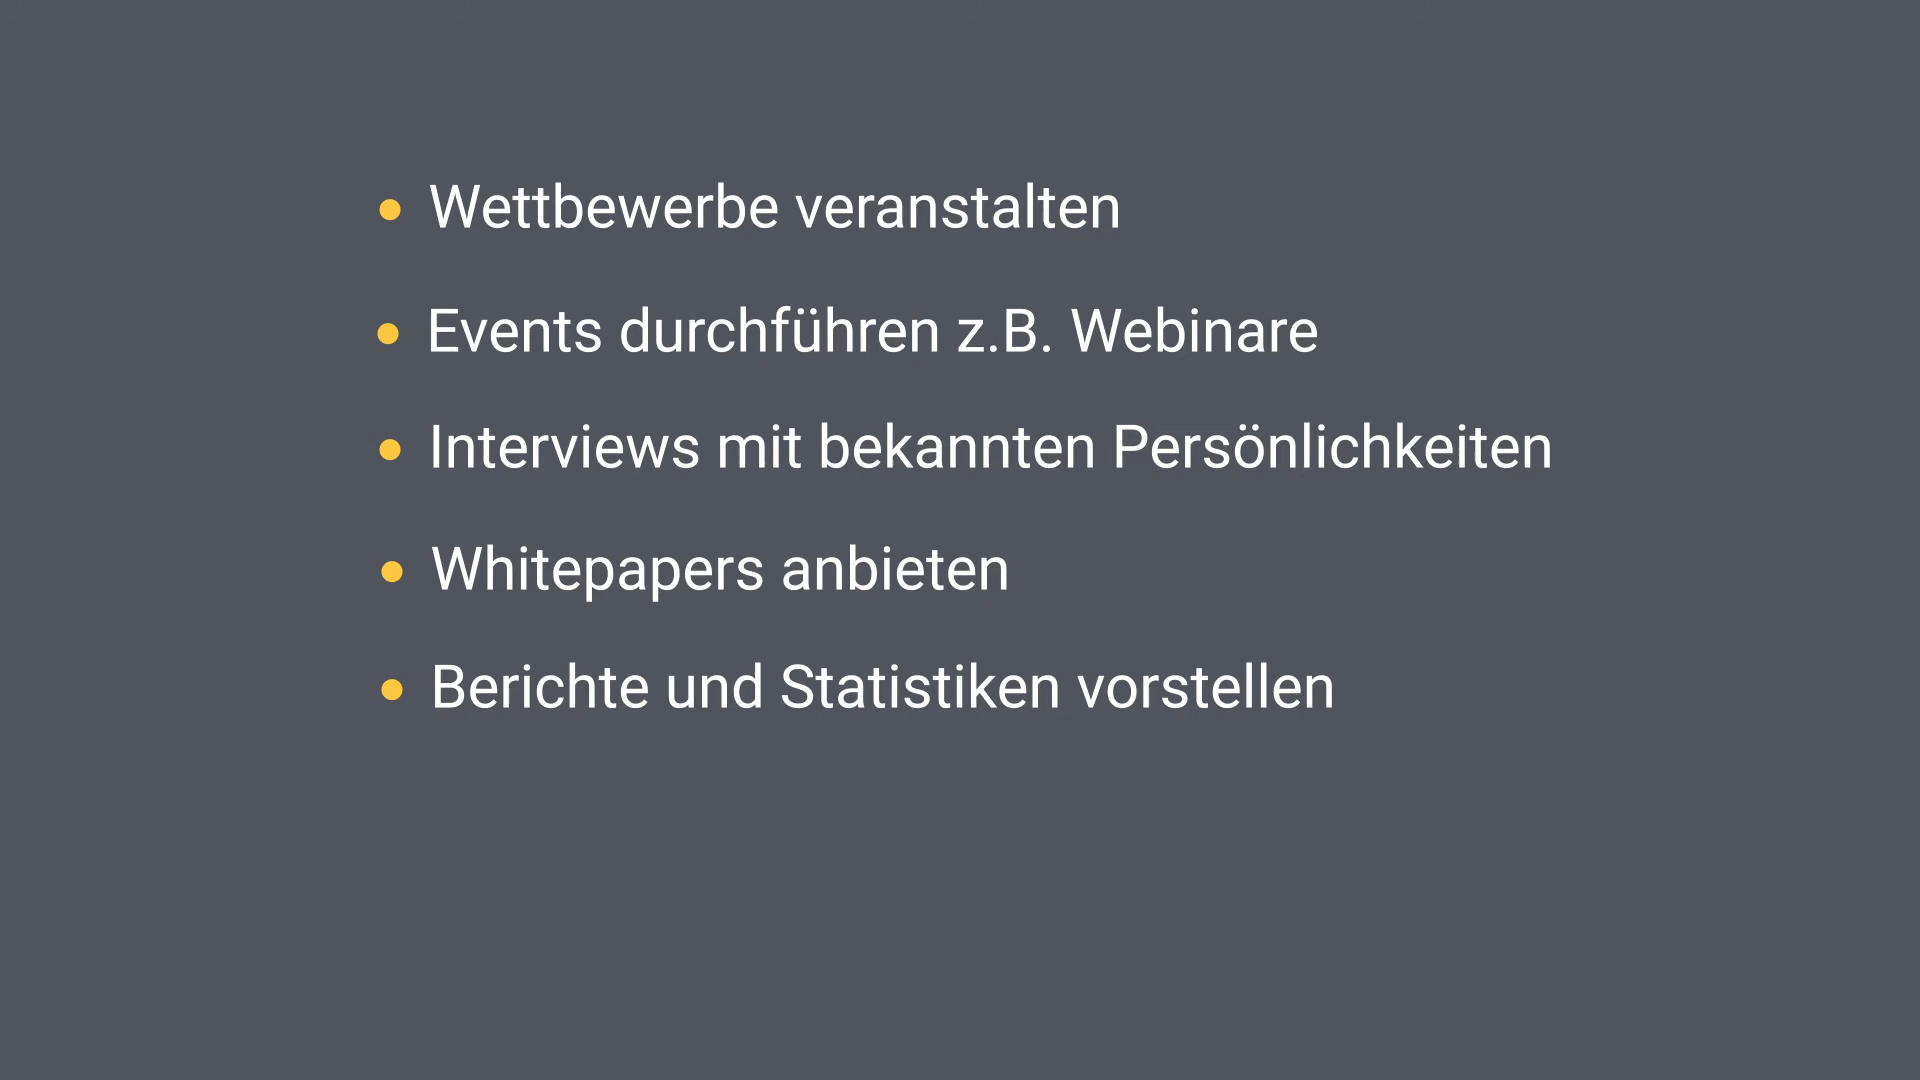 • Wettbewerbe veranstalten
• Events durchführen z.B. Webinare
• Interviews mit bekannten Persönlichkeiten
• Whitepapers anbieten
• Berichte und Statistiken vorstellen